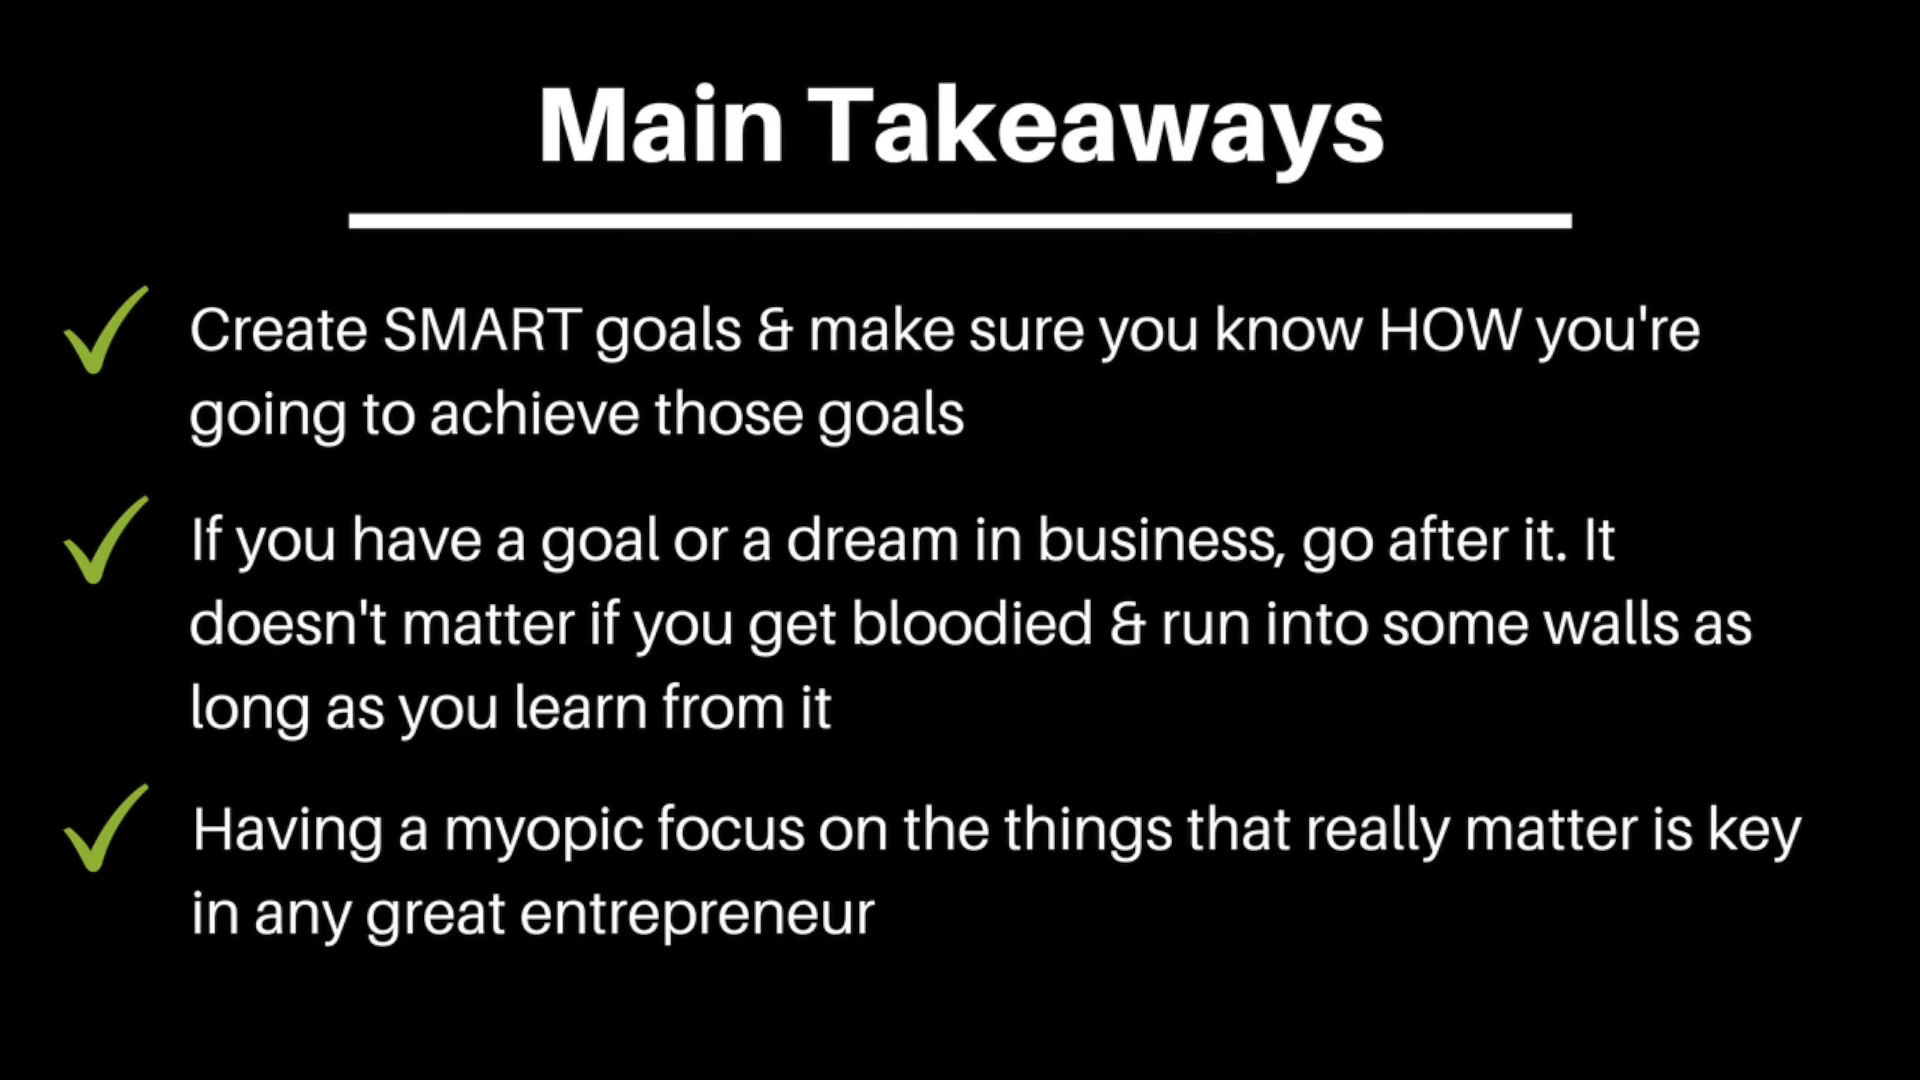 Main Takeaways
Create SMART goals & make sure you know HOW you're
going to achieve those goals
If you have a goal or a dream in business, go after it. It
doesn't matter if you get bloodied & run into some walls as
long as you learn from it
Having a myopic focus on the things that really matter is key
in any great entrepreneur